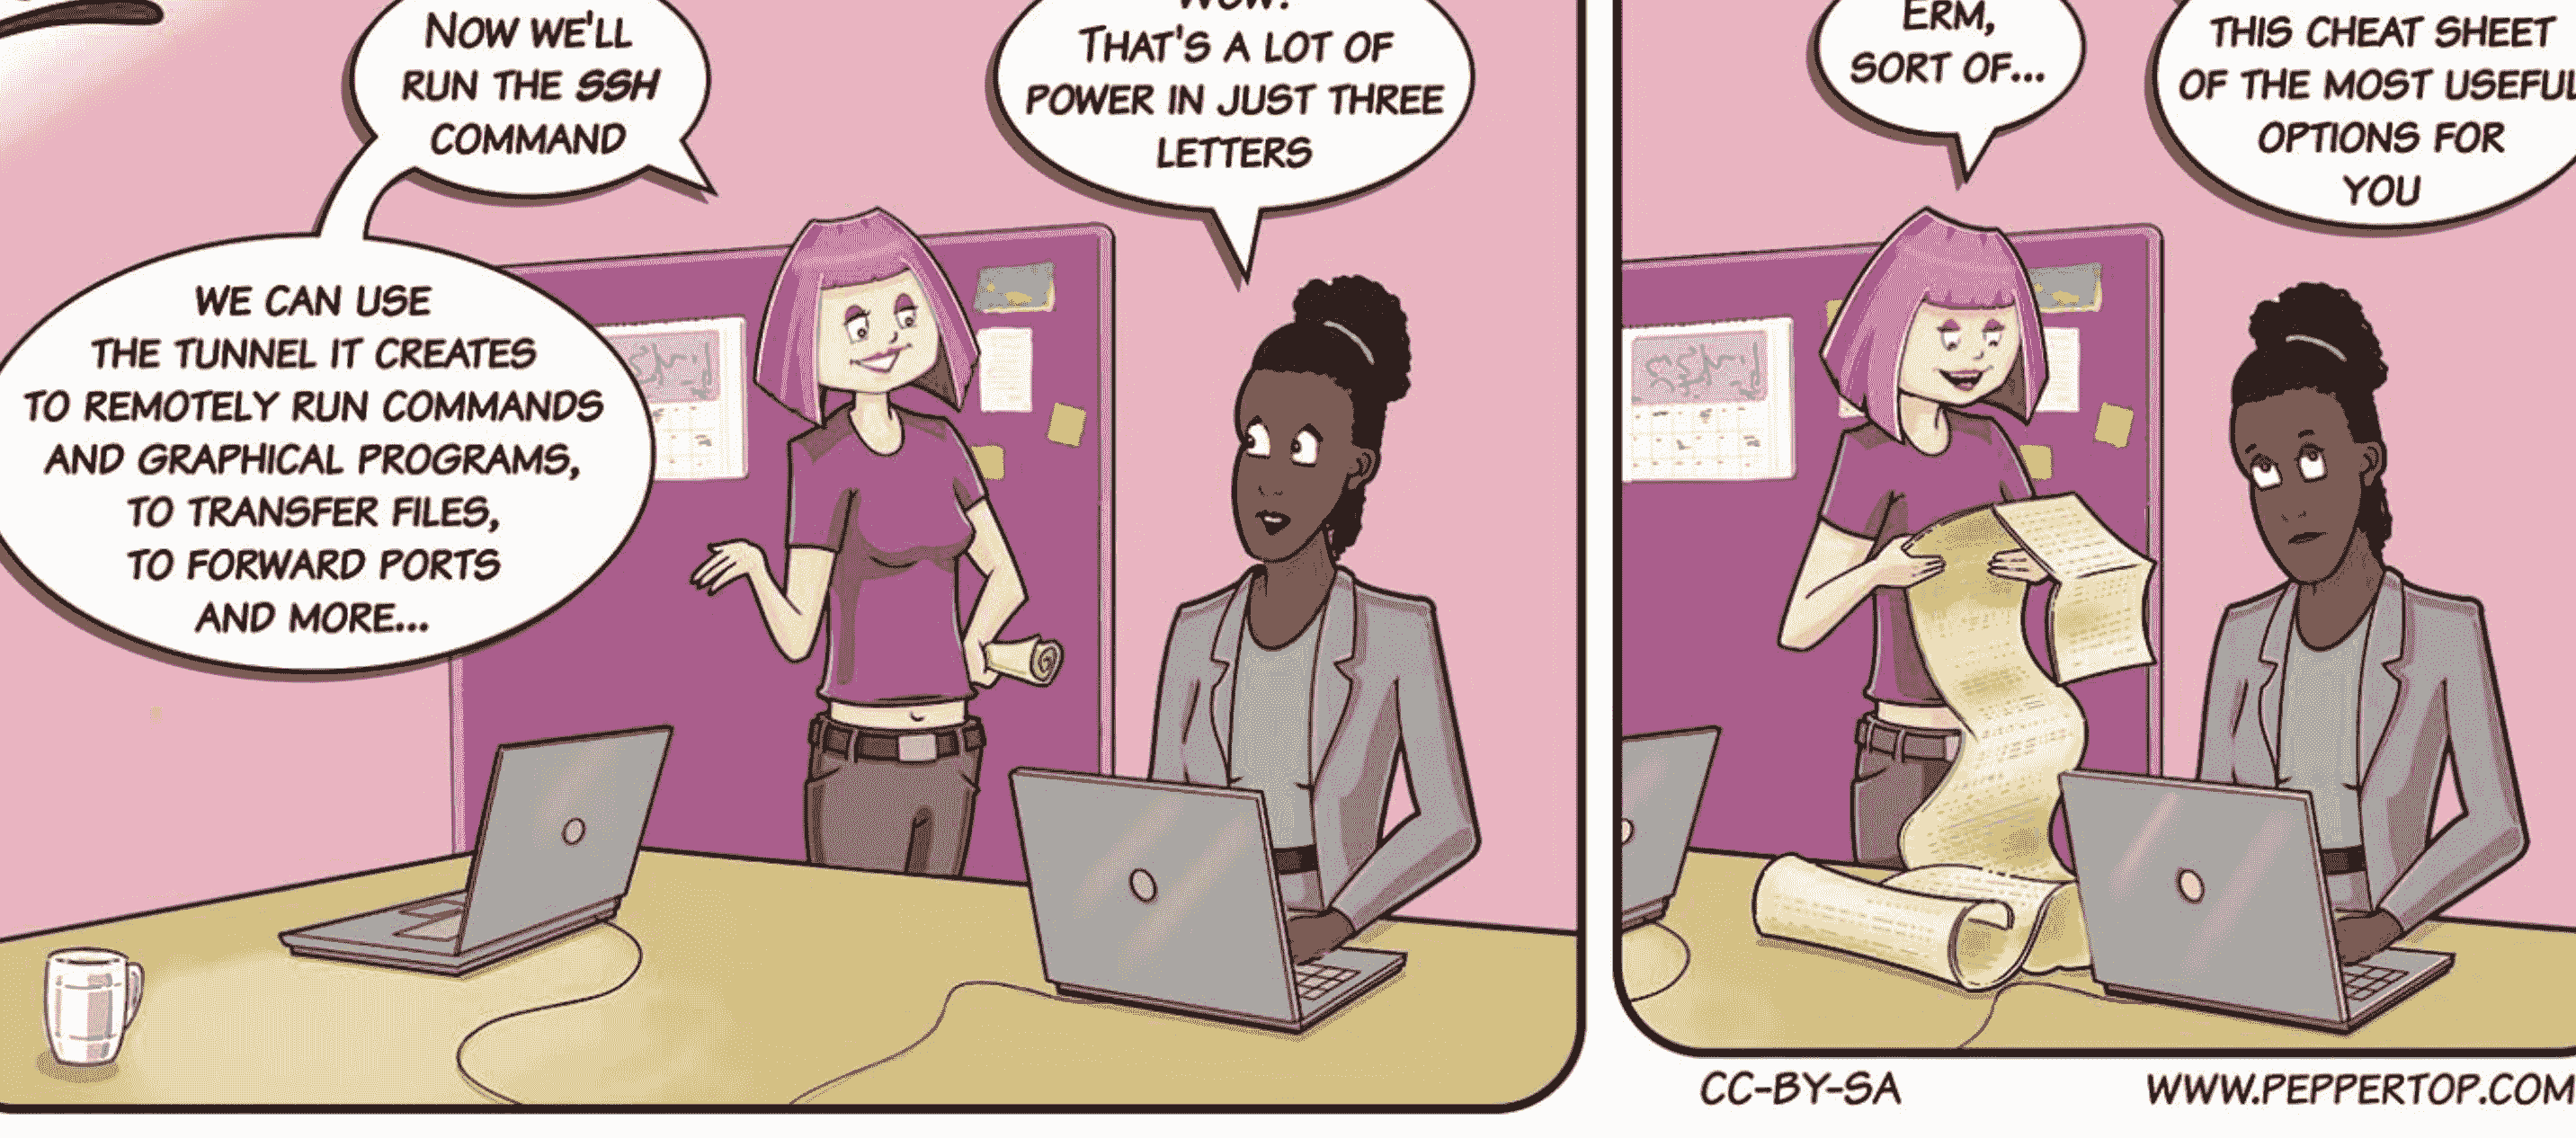 NOW WE'LL
RUN THE SSH
COMMAND
WE CAN USE
THE TUNNEL IT CREATES
TO REMOTELY RUN COMMANDS
AND GRAPHICAL PROGRAMS,
TO TRANSFER FILES,
TO FORWARD PORTS
AND MORE...
WOW!
THAT'S A LOT OF
POWER IN JUST THREE
LETTERS
ERM,
SORT OF...
THIS CHEAT SHEET
OF THE MOST USEFUL
OPTIONS FOR
YOU
CC-BY-SA
WWW.PEPPERTOP.COM